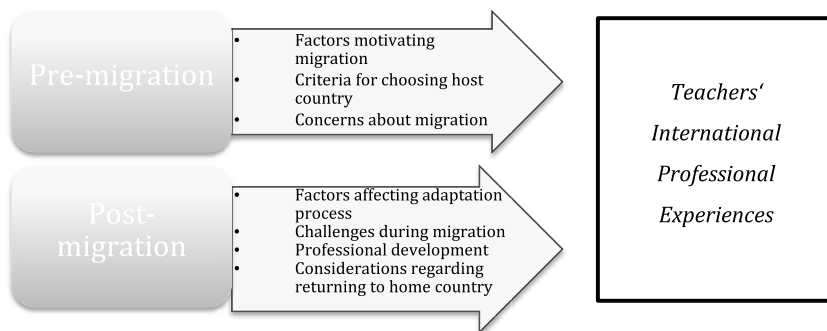 Pre-migration
• Factors motivating
migration
• Criteria for choosing host
country
• Concerns about migration
Post-
migration
• Factors affecting adaptation
process
• Challenges during migration
• Professional development
• Considerations regarding
returning to home country
Teachers‘
International
Professional
Experiences